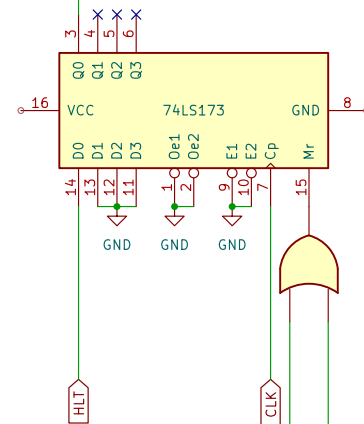 3 4 5 6
Q0 Q1 Q2 Q3
16 VCC 74LS173 GND 8
D0 D1 D2 D3 Oe1 Oe2 E1 E2 Cp Mr
14 13 12 11 1 2 9 10 7 15
GND GND GND
HLT CLK